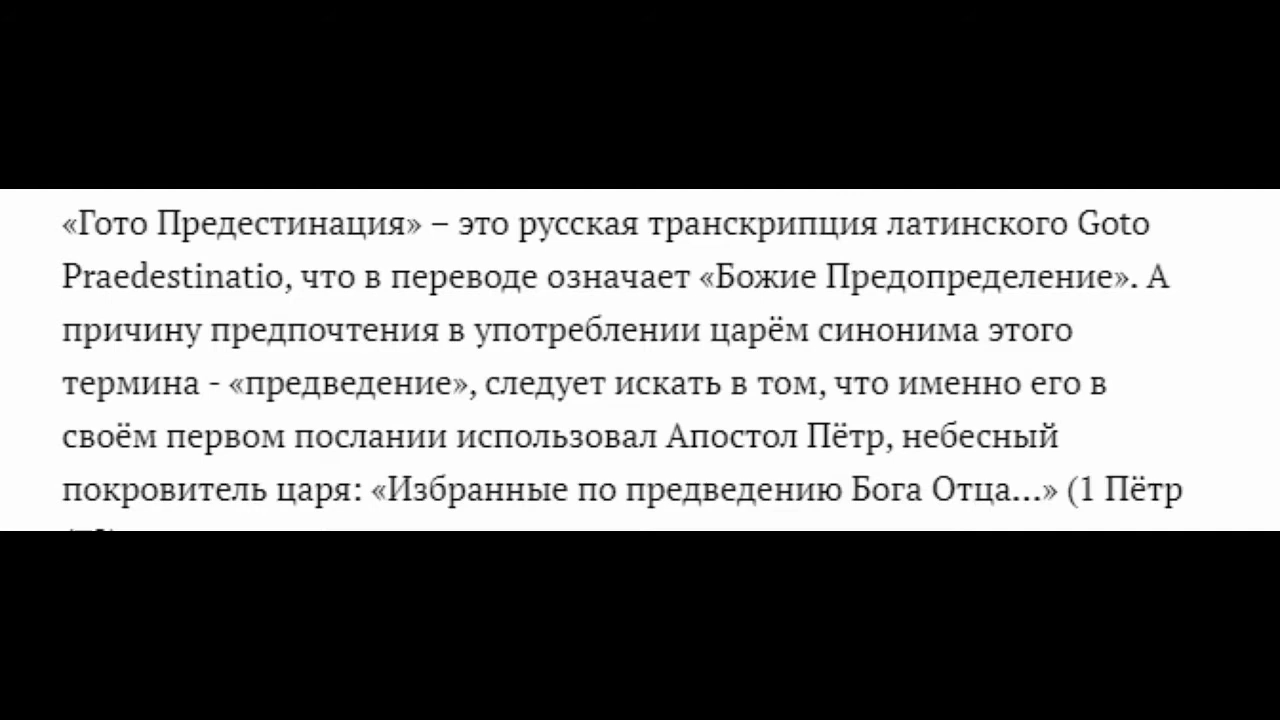 «Гото Предестинация» – это русская транскрипция латинского Goto
Praedestinatio, что в переводе означает «Божие Предопределение». А
причину предпочтения в употреблении царём синонима этого
термина - «предведение», следует искать в том, что именно его в
своём первом послании использовал Апостол Пётр, небесный
покровитель царя: «Избранные по предведению Бога Отца...» (1 Пётр